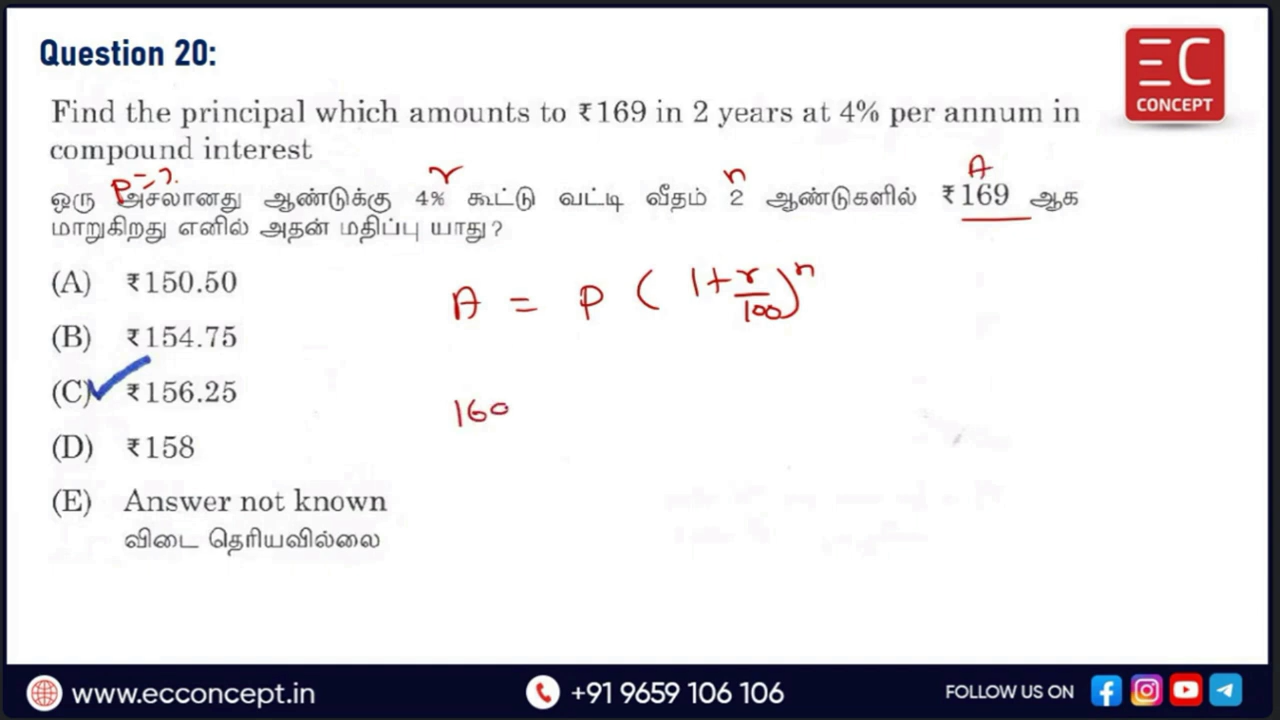 Question 20:
EC
CONCEPT
Find the principal which amounts to ₹169 in 2 years at 4% per annum in
compound interest
P=?
r
n
A
ஒரு அசலானது ஆண்டுக்கு 4% கூட்டு வட்டி வீதம் 2 ஆண்டுகளில் ₹169 ஆக
மாறுகிறது எனில் அதன் மதிப்பு யாது?
(A) ₹150.50
(B) ₹154.75
(C) ₹156.25
(D) ₹158
(E) Answer not known
விடை தெரியவில்லை
A = P ( 1+r/100)^n
160
www.ecconcept.in
+91 9659 106 106
FOLLOW US ON